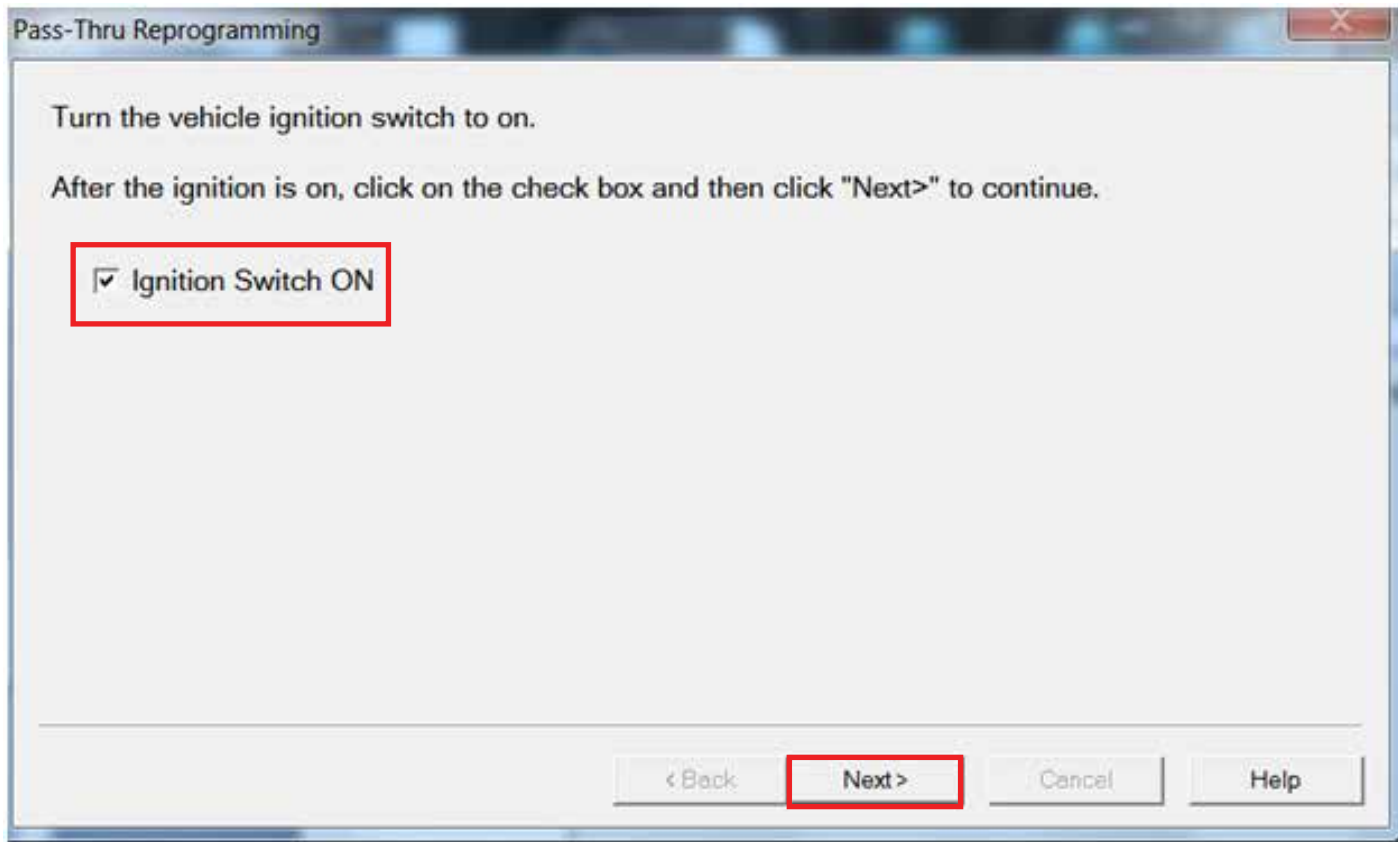 Pass-Thru Reprogramming
Turn the vehicle ignition switch to on.
After the ignition is on, click on the check box and then click "Next>" to continue.
Ignition Switch ON
< Back Next > Cancel Help